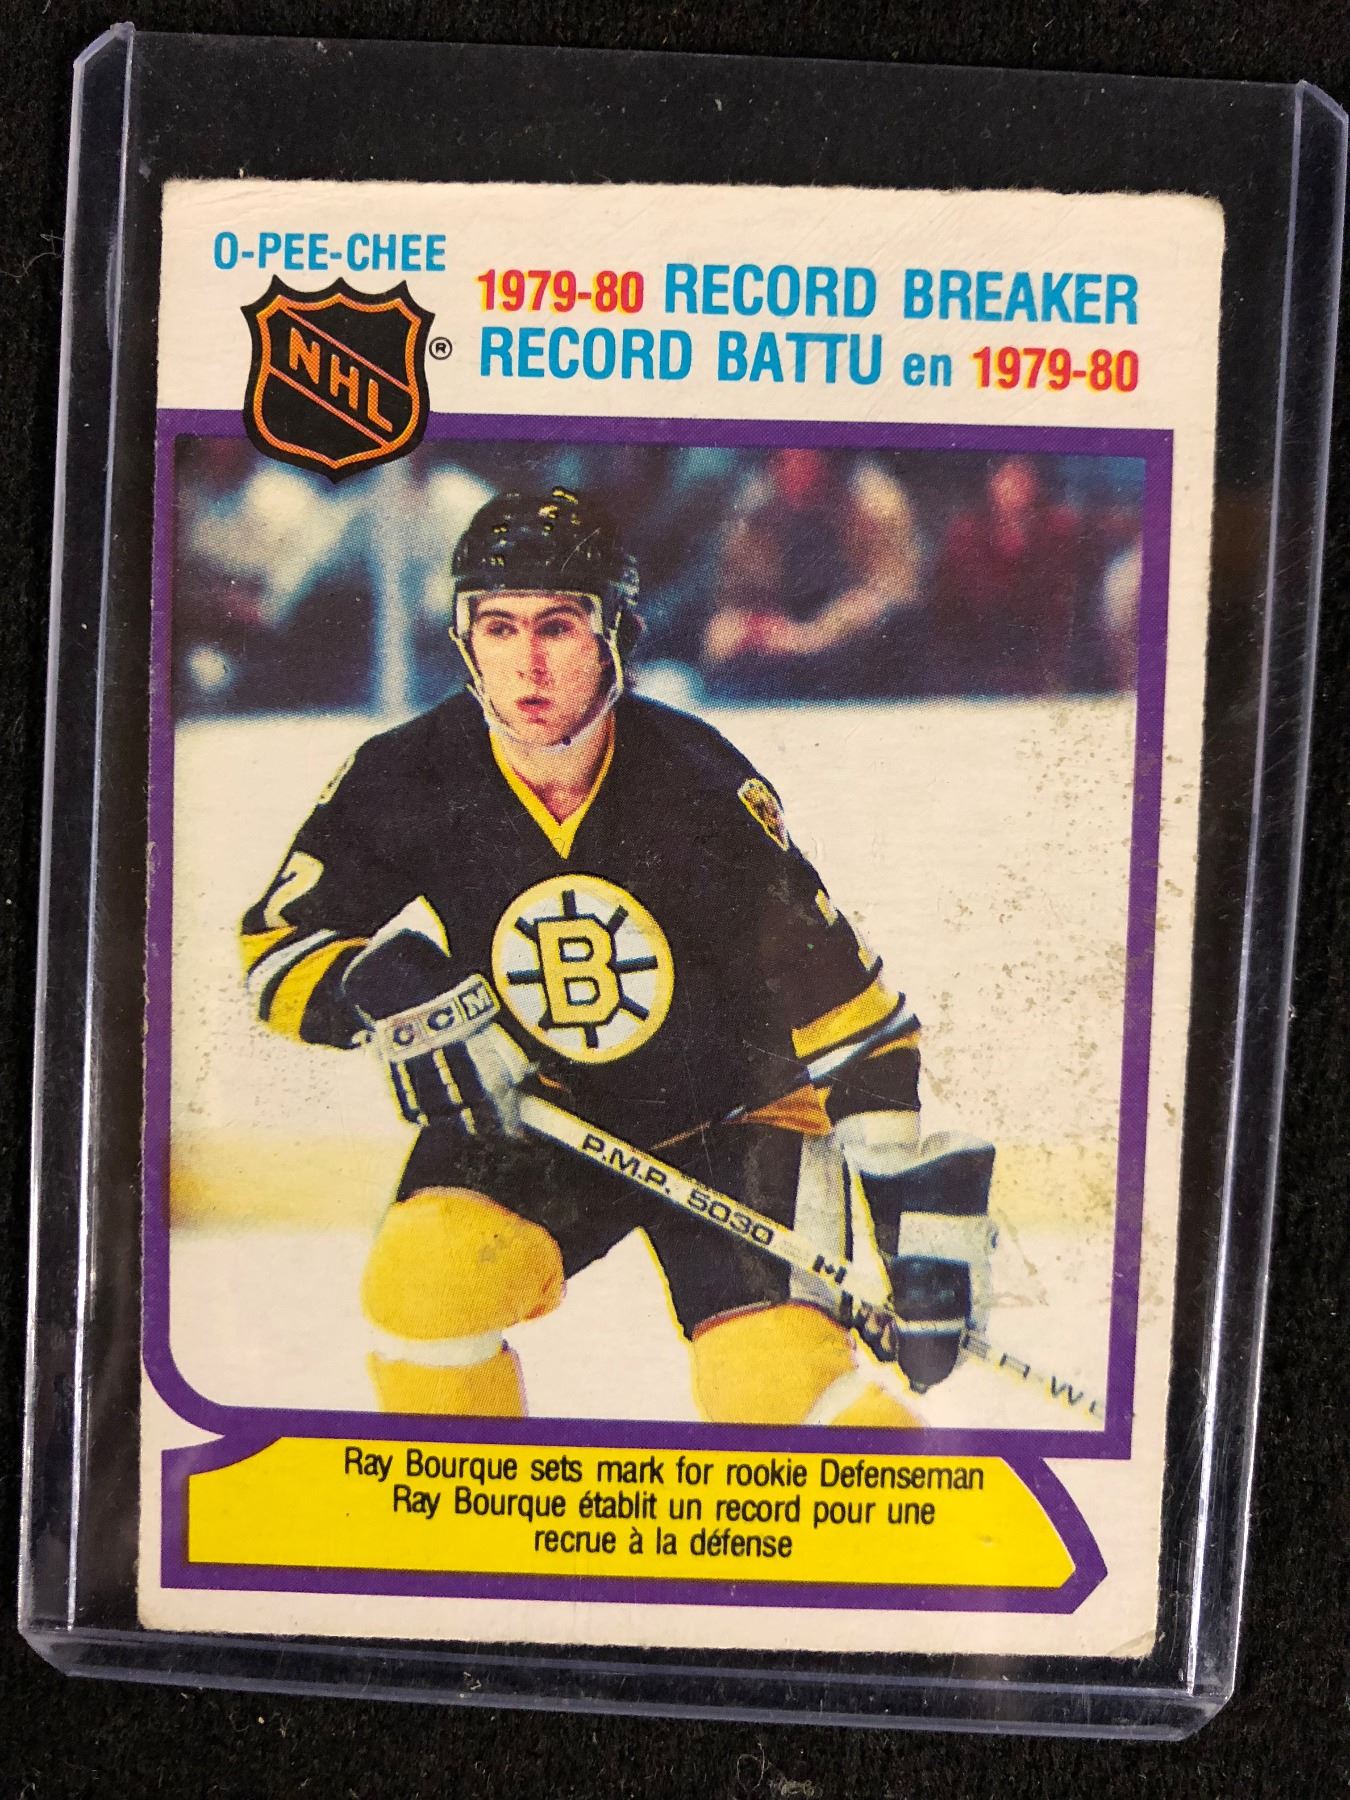 O-PEE-CHEE
NHL
®
1979-80 RECORD BREAKER
RECORD BATTU en 1979-80
7
B
CCM
P.M.P. 5030
Ray Bourque sets mark for rookie Defenseman
Ray Bourque établit un record pour une
recrue à la défense